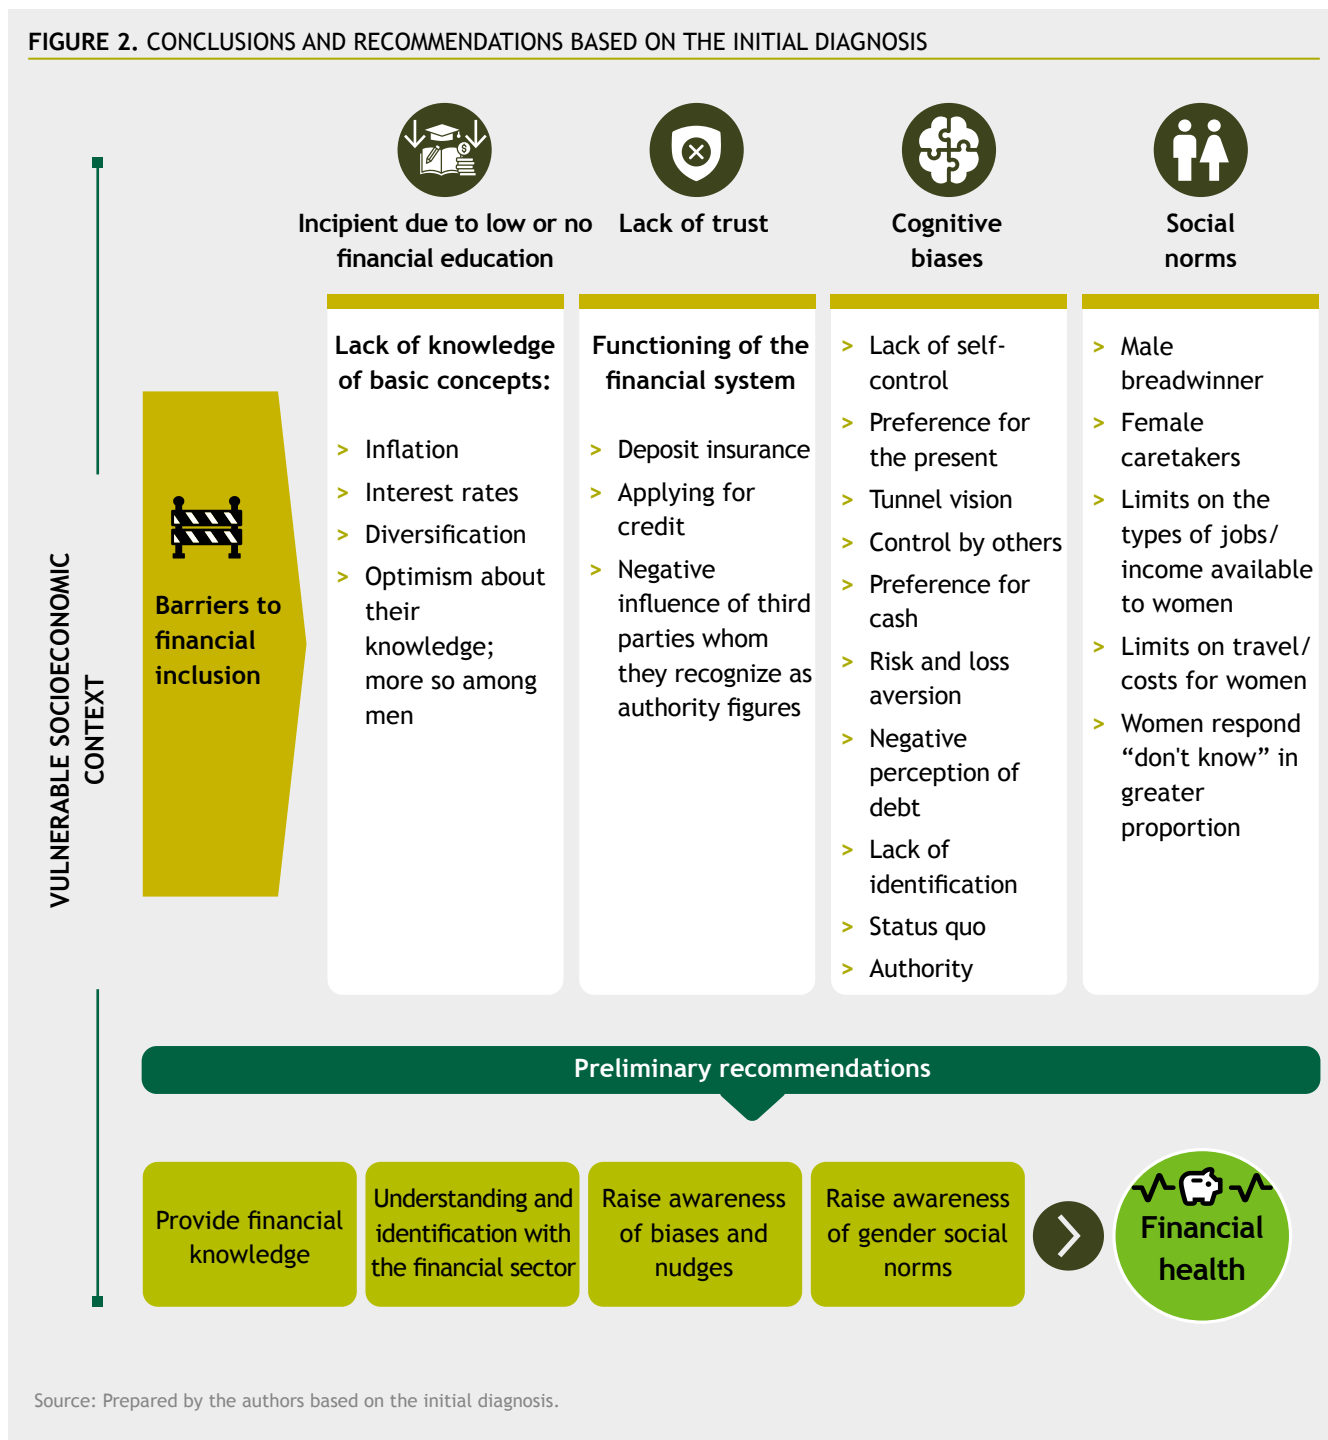 FIGURE 2. CONCLUSIONS AND RECOMMENDATIONS BASED ON THE INITIAL DIAGNOSIS
VULNERABLE SOCIOECONOMIC
CONTEXT
Barriers to
financial
inclusion
Incipient due to low or no
financial education
Lack of knowledge
of basic concepts:
> Inflation
> Interest rates
> Diversification
> Optimism about
their
knowledge;
more so among
men
Lack of trust
Functioning of the
financial system
> Deposit insurance
> Applying for
credit
> Negative
influence of third
parties whom
they recognize as
authority figures
Cognitive
biases
> Lack of self-
control
> Preference for
the present
> Tunnel vision
> Control by others
> Preference for
cash
> Risk and loss
aversion
> Negative
perception of
debt
> Lack of
identification
> Status quo
> Authority
Social
norms
> Male
breadwinner
> Female
caretakers
> Limits on the
types of jobs/
income available
to women
> Limits on travel/
costs for women
> Women respond
“don't know” in
greater
proportion
Preliminary recommendations
Provide financial
knowledge
Understanding and
identification with
the financial sector
Raise awareness
of biases and
nudges
Raise awareness
of gender social
norms
Financial
health
Source: Prepared by the authors based on the initial diagnosis.